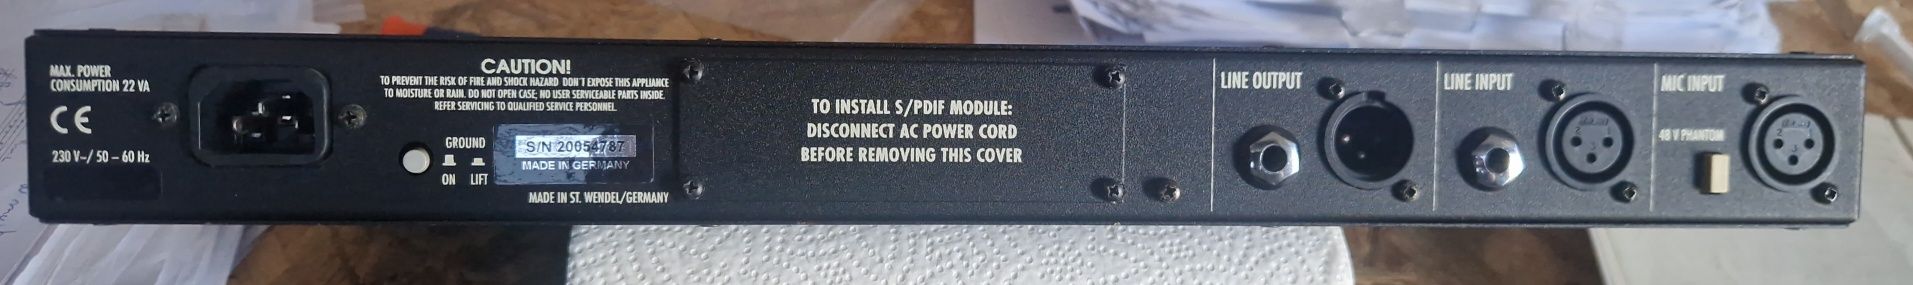 MAX. POWER
CONSUMPTION 22 VA
CE
230 V~/ 50 – 60 Hz
CAUTION!
TO PREVENT THE RISK OF FIRE AND SHOCK HAZARD DON'T EXPOSE THIS APPLIANCE
TO MOISTURE OR RAIN. DO NOT OPEN CASE; NO USER SERVICEABLE PARTS INSIDE.
REFER SERVICING TO QUALIFIED SERVICE PERSONNEL.
GROUND
ON LIFT
S/N 20054787
MADE IN GERMANY
MADE IN ST. WENDEL/GERMANY
TO INSTALL S/PDIF MODULE:
DISCONNECT AC POWER CORD
BEFORE REMOVING THIS COVER
LINE OUTPUT
LINE INPUT
MIC INPUT
48 V PHANTOM